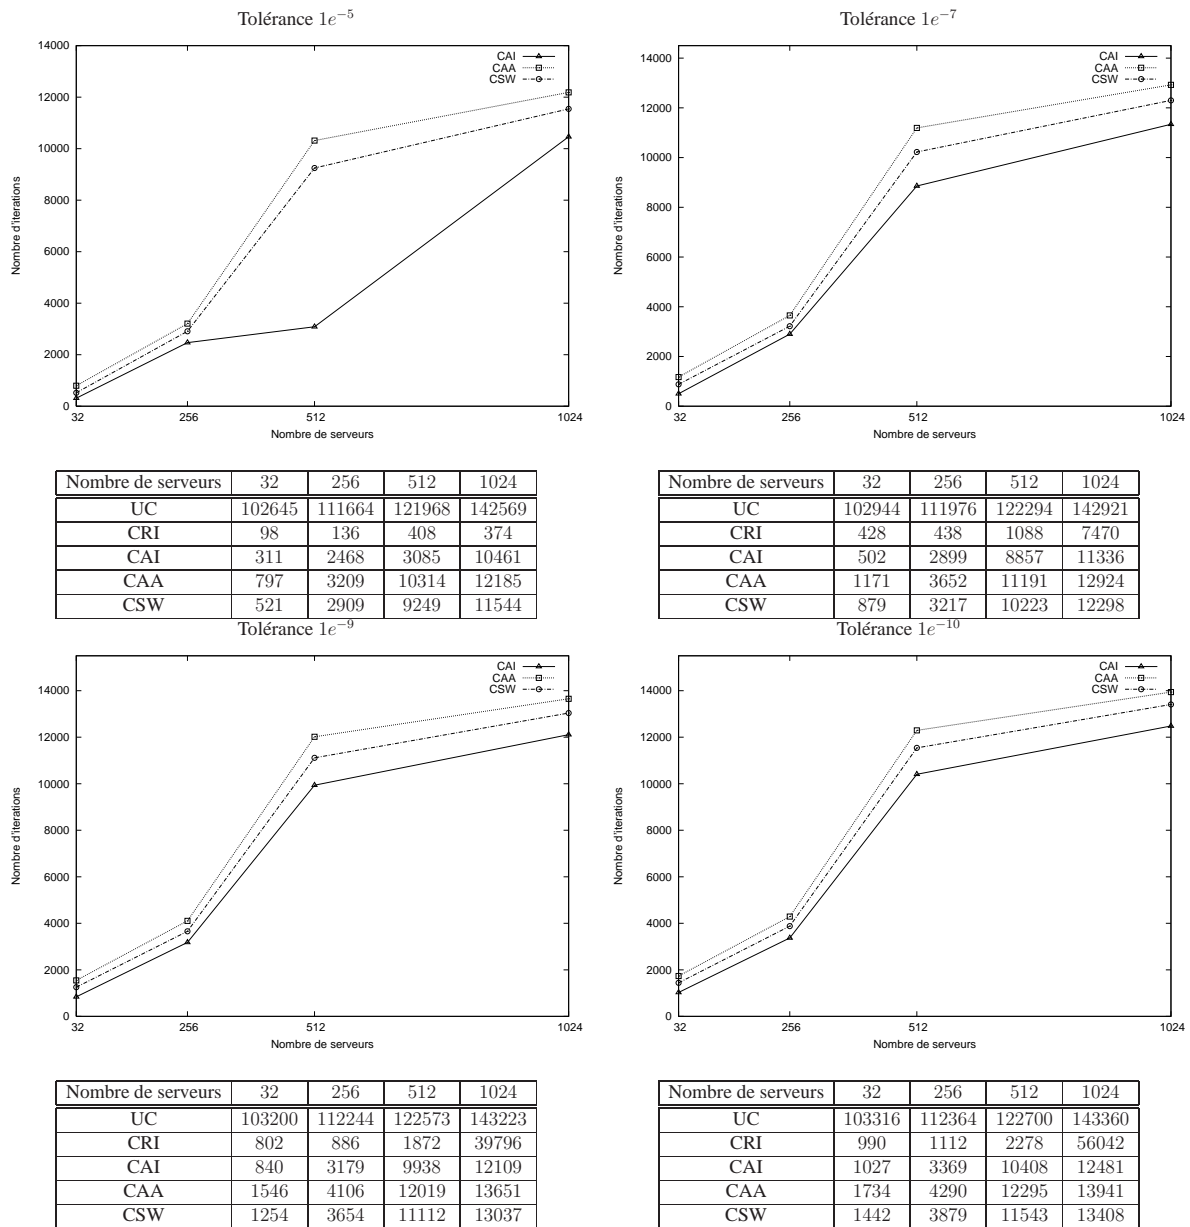 Tolérance 1e⁻⁵
14000
12000
10000
8000
6000
4000
2000
0
32
256
512
1024
Nombre d'iterations
Nombre de serveurs
CAI
CAA
CSW
Nombre de serveurs 32 256 512 1024
UC 102645 111664 121968 142569
CRI 98 136 408 374
CAI 311 2468 3085 10461
CAA 797 3209 10314 12185
CSW 521 2909 9249 11544
Tolérance 1e⁻⁷
14000
12000
10000
8000
6000
4000
2000
0
32
256
512
1024
Nombre d'iterations
Nombre de serveurs
CAI
CAA
CSW
Nombre de serveurs 32 256 512 1024
UC 102944 111976 122294 142921
CRI 428 438 1088 7470
CAI 502 2899 8857 11336
CAA 1171 3652 11191 12924
CSW 879 3217 10223 12298
Tolérance 1e⁻⁹
14000
12000
10000
8000
6000
4000
2000
0
32
256
512
1024
Nombre d'iterations
Nombre de serveurs
CAI
CAA
CSW
Nombre de serveurs 32 256 512 1024
UC 103200 112244 122573 143223
CRI 802 886 1872 39796
CAI 840 3179 9938 12109
CAA 1546 4106 12019 13651
CSW 1254 3654 11112 13037
Tolérance 1e⁻¹⁰
14000
12000
10000
8000
6000
4000
2000
0
32
256
512
1024
Nombre d'iterations
Nombre de serveurs
CAI
CAA
CSW
Nombre de serveurs 32 256 512 1024
UC 103316 112364 122700 143360
CRI 990 1112 2278 56042
CAI 1027 3369 10408 12481
CAA 1734 4290 12295 13941
CSW 1442 3879 11543 13408